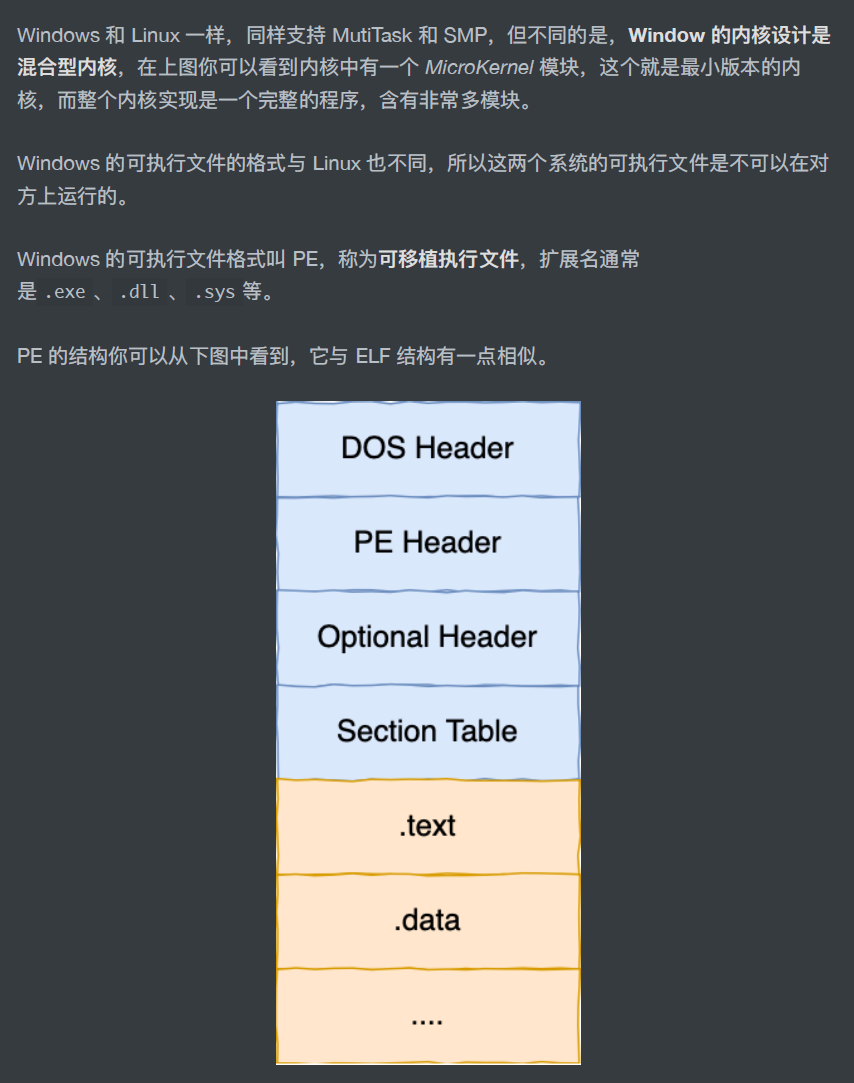 Windows 和 Linux 一样，同样支持 MutiTask 和 SMP，但不同的是，Window 的内核设计是
混合型内核，在上图你可以看到内核中有一个 MicroKernel 模块，这个就是最小版本的内
核，而整个内核实现是一个完整的程序，含有非常多模块。
Windows 的可执行文件的格式与 Linux 也不同，所以这两个系统的可执行文件是不可以在对
方上运行的。
Windows 的可执行文件格式叫 PE，称为可移植执行文件，扩展名通常
是 .exe 、 .dll 、 .sys 等。
PE 的结构你可以从下图中看到，它与 ELF 结构有一点相似。
DOS Header
PE Header
Optional Header
Section Table
.text
.data
....